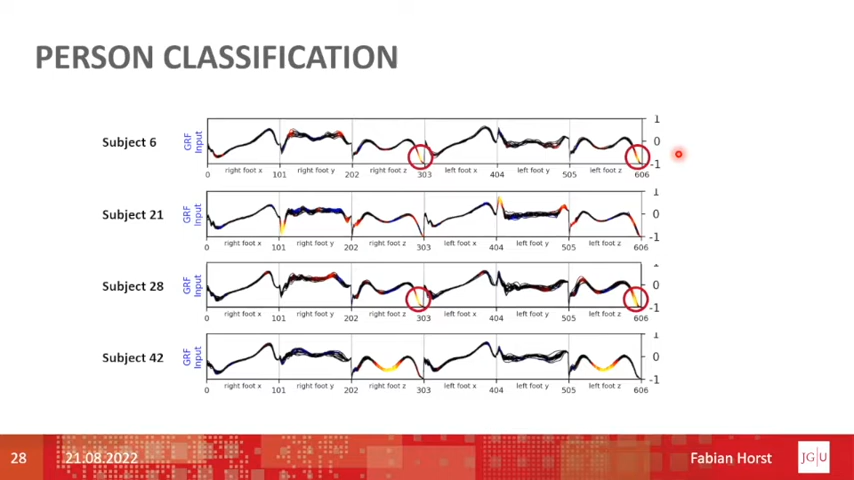 PERSON CLASSIFICATION
Subject 6
GRF
Input
1
0
-1
0 right foot x 101 right foot y 202 right foot z 303 left foot x 404 left foot y 505 left foot z 606
Subject 21
GRF
Input
1
0
-1
0 right foot x 101 right foot y 202 right foot z 303 left foot x 404 left foot y 505 left foot z 606
Subject 28
GRF
Input
0
-1
0 right foot x 101 right foot y 202 right foot z 303 left foot x 404 left foot y 505 left foot z 606
Subject 42
GRF
Input
1
0
-1
0 right foot x 101 right foot y 202 right foot z 303 left foot x 404 left foot y 505 left foot z 606
28 21.08.2022 Fabian Horst JG|U